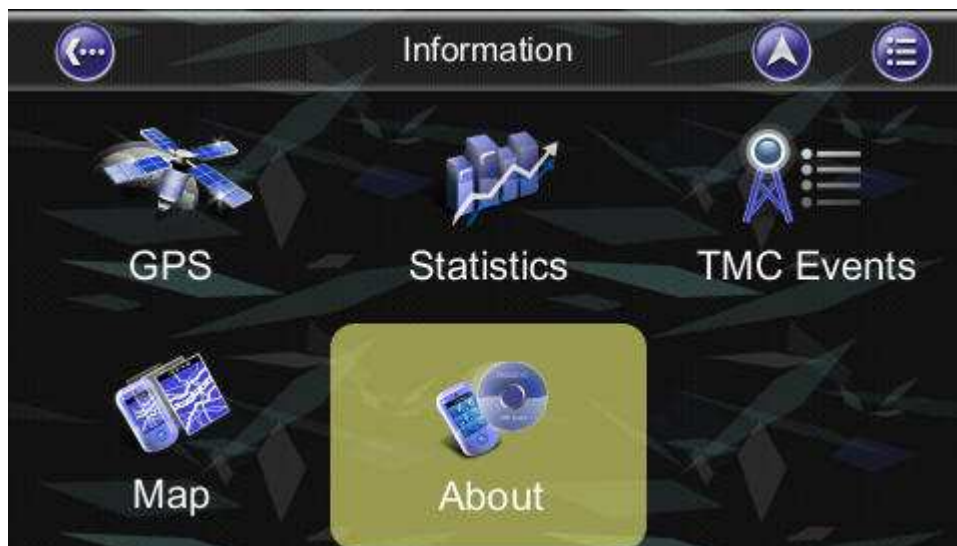 Information
GPS
Statistics
TMC Events
Map
About